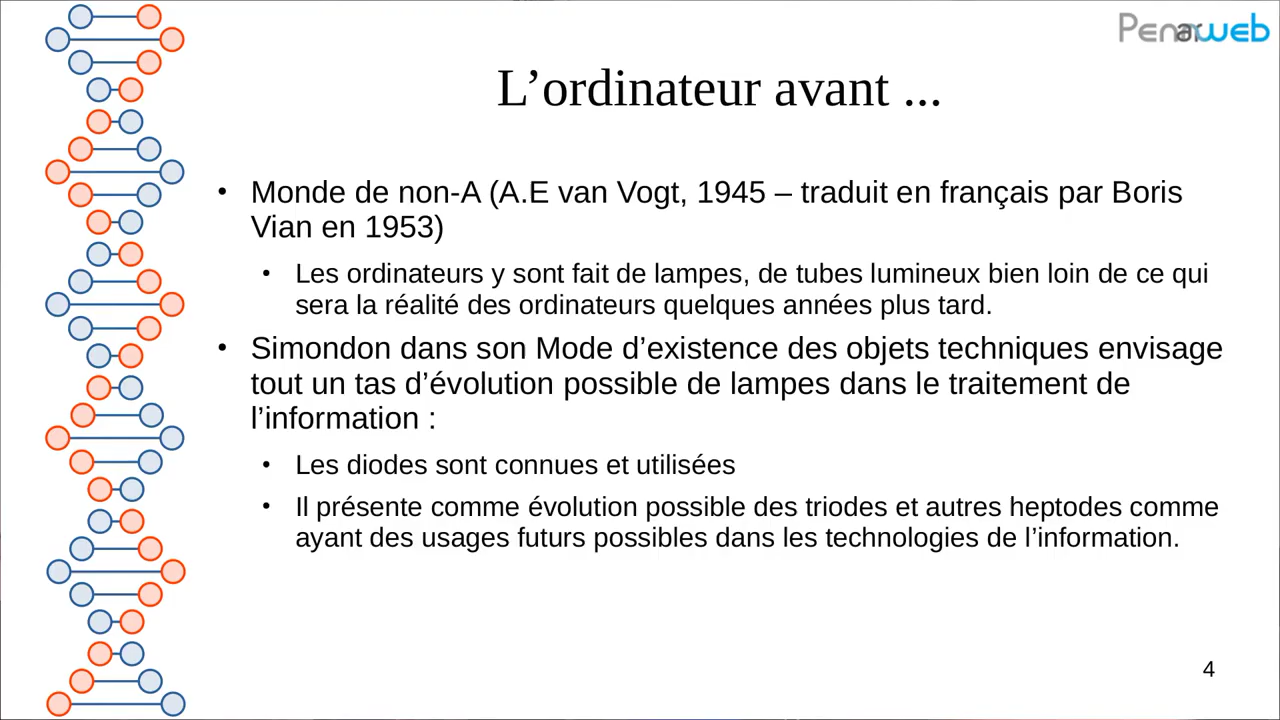 Penarweb
L’ordinateur avant ...
• Monde de non-A (A.E van Vogt, 1945 – traduit en français par Boris
Vian en 1953)
• Les ordinateurs y sont fait de lampes, de tubes lumineux bien loin de ce qui
sera la réalité des ordinateurs quelques années plus tard.
• Simondon dans son Mode d’existence des objets techniques envisage
tout un tas d’évolution possible de lampes dans le traitement de
l’information :
• Les diodes sont connues et utilisées
• Il présente comme évolution possible des triodes et autres heptodes comme
ayant des usages futurs possibles dans les technologies de l’information.
4